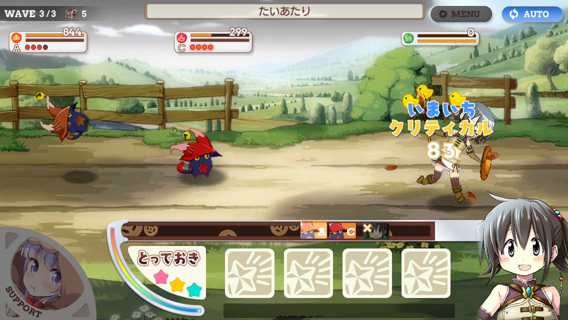 WAVE 3/3
5
たいあたり
MENU
AUTO
844
A
299
C
0
いまいち
クリティカル
83
C
とっておき
SUPPORT